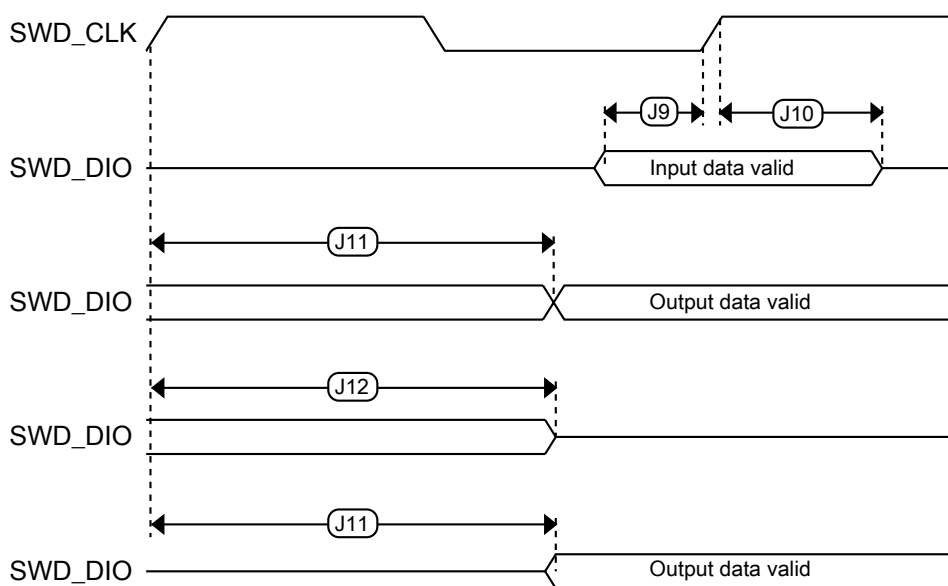 SWD_CLK
J9
J10
SWD_DIO
Input data valid
J11
SWD_DIO
Output data valid
J12
SWD_DIO
J11
SWD_DIO
Output data valid